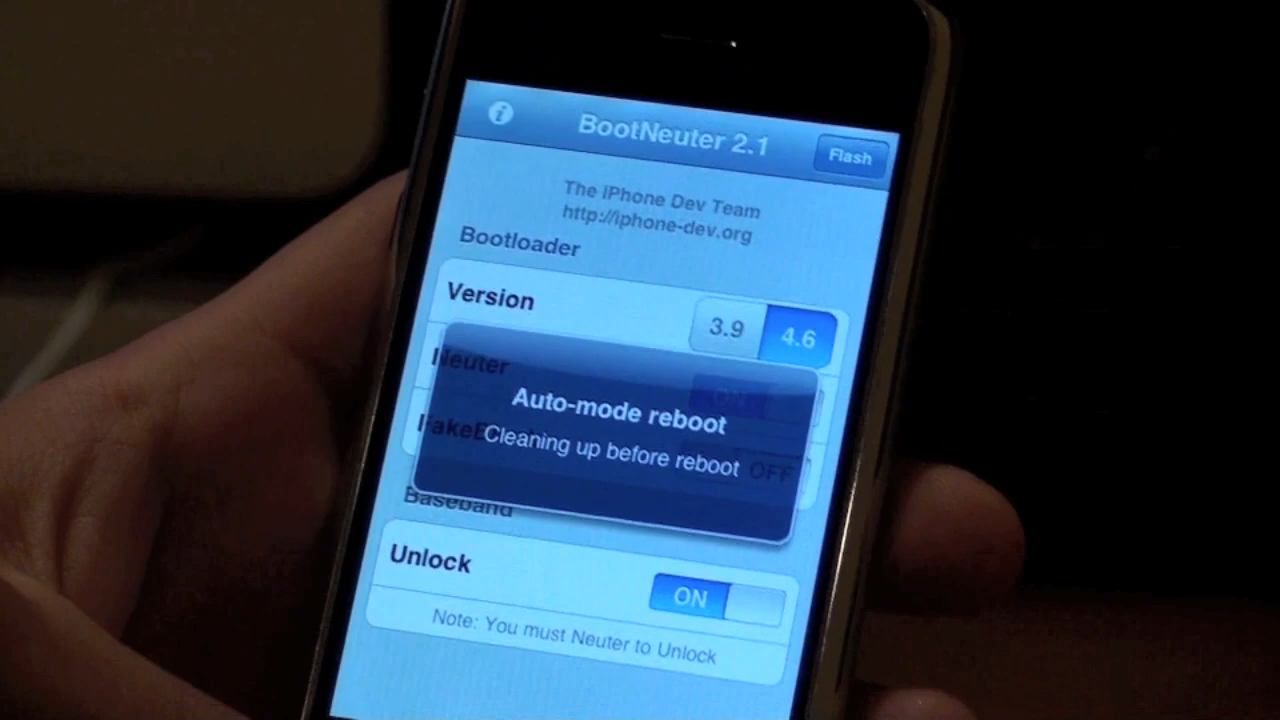 BootNeuter 2.1
Flash
The iPhone Dev Team
http://iphone-dev.org
Bootloader
Version
3.9
4.6
Neuter
ON
Auto-mode reboot
Cleaning up before reboot
OFF
Baseband
Unlock
ON
Note: You must Neuter to Unlock